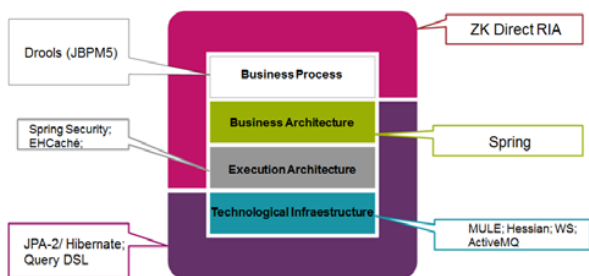 ZK Direct RIA
Drools (JBPM5)
Business Process
Business Architecture
Spring Security;
EHCaché;
Spring
Execution Architecture
Technological Infraestructure
JPA-2/ Hibernate;
Query DSL
MULE; Hessian; WS;
ActiveMQ